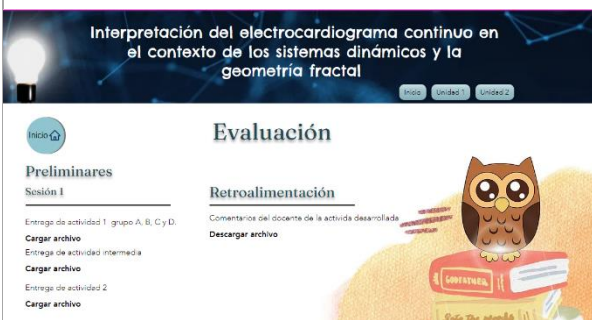 Interpretación del electrocardiograma continuo en
el contexto de los sistemas dinámicos y la
geometría fractal
Inicio Unidad 1 Unidad 2
Inicio
Evaluación
Preliminares
Sesión 1
Entrega de actividad 1 grupo A, B, C y D.
Cargar archivo
Entrega de actividad intermedia
Cargar archivo
Entrega de actividad 2
Cargar archivo
Retroalimentación
Comentarios del docente de la activida desarrollada
Descargar archivo